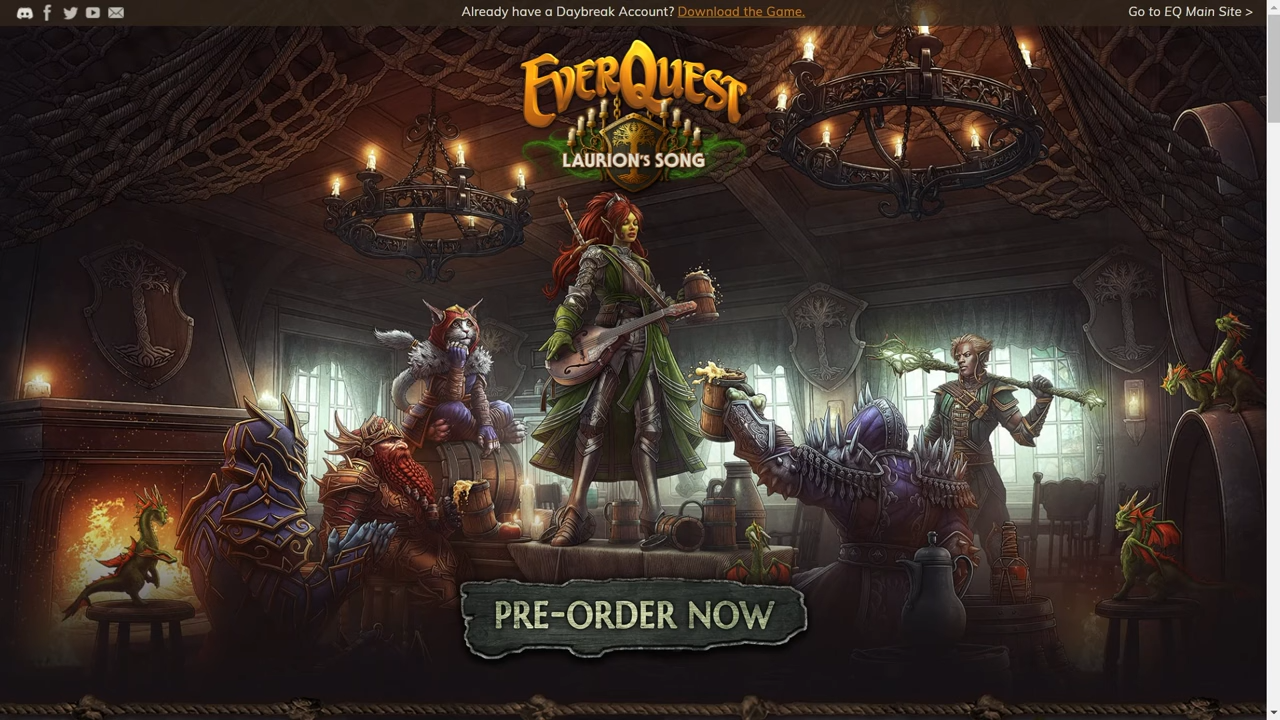 Already have a Daybreak Account? Download the Game.
Go to EQ Main Site >
EVERQUEST
LAURION'S SONG
PRE-ORDER NOW